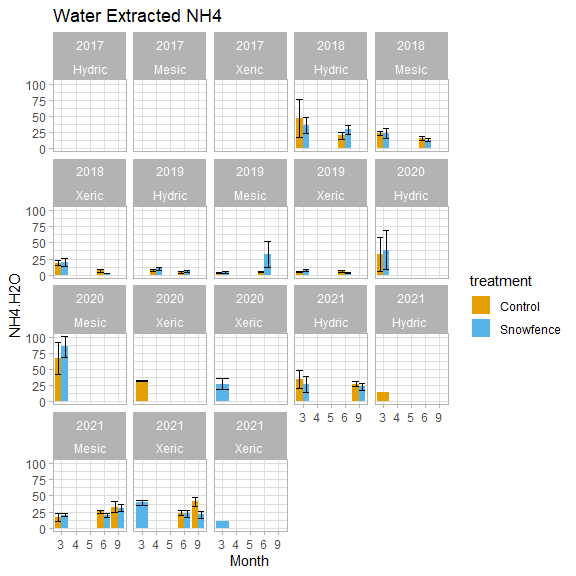 Water Extracted NH4
2017 2017 2017 2018 2018
Hydric Mesic Xeric Hydric Mesic
100
75
50
25
0
2018 2019 2019 2019 2020
Xeric Hydric Mesic Xeric Hydric
100
75
50
25
0
2020 2020 2020 2021 2021
Mesic Xeric Xeric Hydric Hydric
100
75
50
25
0
3 4 5 6 9 3 4 5 6 9
2021 2021 2021
Mesic Xeric Xeric
100
75
50
25
0
3 4 5 6 9 3 4 5 6 9 3 4 5 6 9
Month
NH4.H2O
treatment
Control
Snowfence